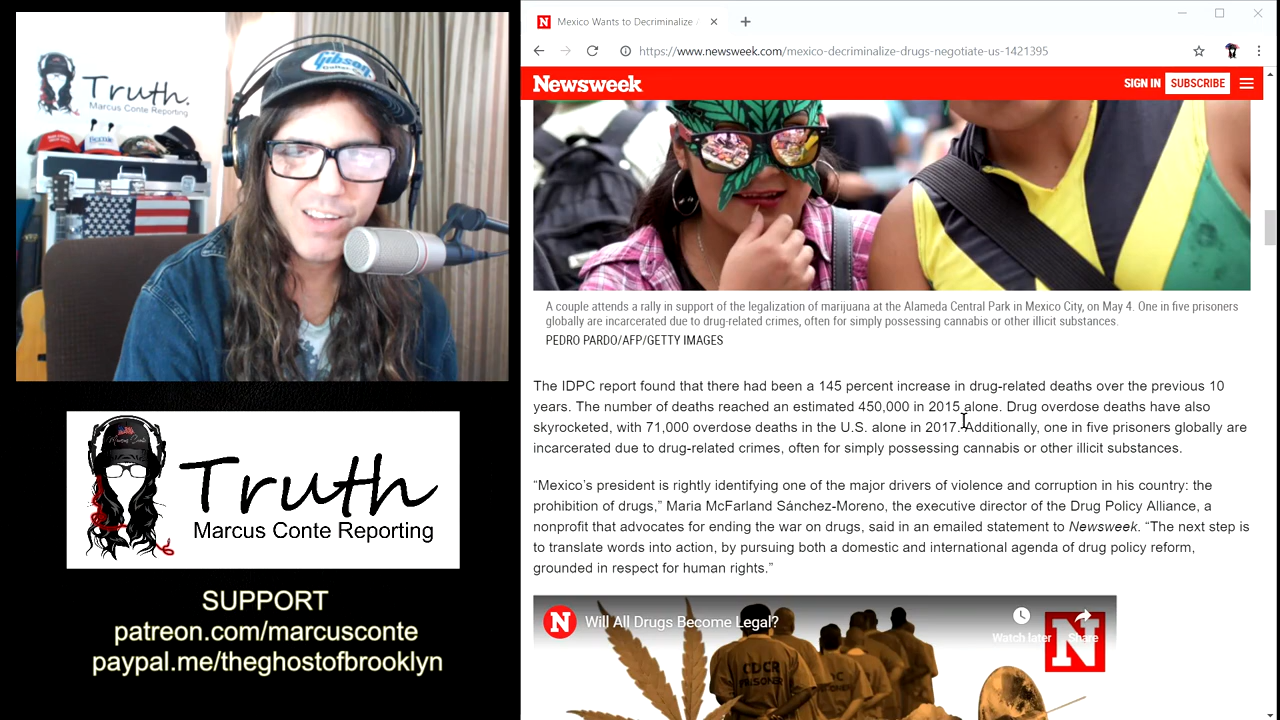 Truth.
Marcus Conte Reporting
Gibson
Truth
Marcus Conte Reporting
SUPPORT
patreon.com/marcusconte
paypal.me/theghostofbrooklyn
N Mexico Wants to Decriminalize
https://www.newsweek.com/mexico-decriminalize-drugs-negotiate-us-1421395
Newsweek
SIGN IN SUBSCRIBE
A couple attends a rally in support of the legalization of marijuana at the Alameda Central Park in Mexico City, on May 4. One in five prisoners
globally are incarcerated due to drug-related crimes, often for simply possessing cannabis or other illicit substances.
PEDRO PARDO/AFP/GETTY IMAGES
The IDPC report found that there had been a 145 percent increase in drug-related deaths over the previous 10
years. The number of deaths reached an estimated 450,000 in 2015 alone. Drug overdose deaths have also
skyrocketed, with 71,000 overdose deaths in the U.S. alone in 2017. Additionally, one in five prisoners globally are
incarcerated due to drug-related crimes, often for simply possessing cannabis or other illicit substances.
“Mexico’s president is rightly identifying one of the major drivers of violence and corruption in his country: the
prohibition of drugs,” Maria McFarland Sánchez-Moreno, the executive director of the Drug Policy Alliance, a
nonprofit that advocates for ending the war on drugs, said in an emailed statement to Newsweek. “The next step is
to translate words into action, by pursuing both a domestic and international agenda of drug policy reform,
grounded in respect for human rights.”
N Will All Drugs Become Legal?
Watch later
Share
N
CDCR
PRISONER